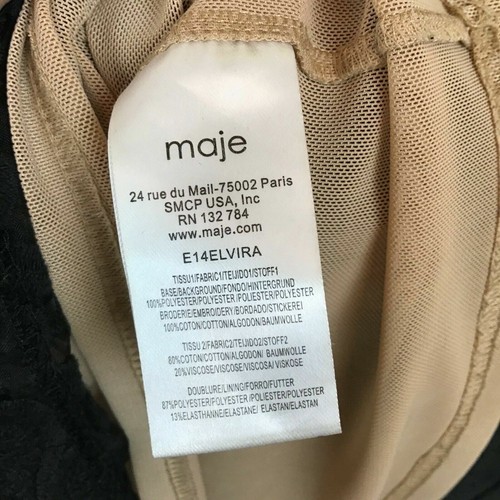 maje
24 rue du Mail-75002 Paris
SMCP USA, Inc
RN 132 784
www.maje.com
E14ELVIRA
TISSU1/FABRIC1/TEIJIDO1/STOFF1
BASE/BACKGROUND/FONDO/HINTERGRUND
100%POLYESTER/POLYESTER /POLIESTER/POLYESTER
BRODERIE/EMBROIDERY/BORDADO/STICKEREI
100%COTON/COTTON/ALGODON/BAUMWOLLE
TISSU 2/FABRIC2/TEIJIDO2/STOFF2
80%COTON/COTTON/ALGODON/ BAUMWOLLE
20%VISCOSE/VISCOSE/VISCOSA/ VISKOSE
DOUBLURE/LINING/FORRO/FUTTER
87%POLYESTER/POLYESTER /POLIESTER/POLYESTER
13%ELASTHANNE/ELASTANE/ ELASTAN/ELASTAN